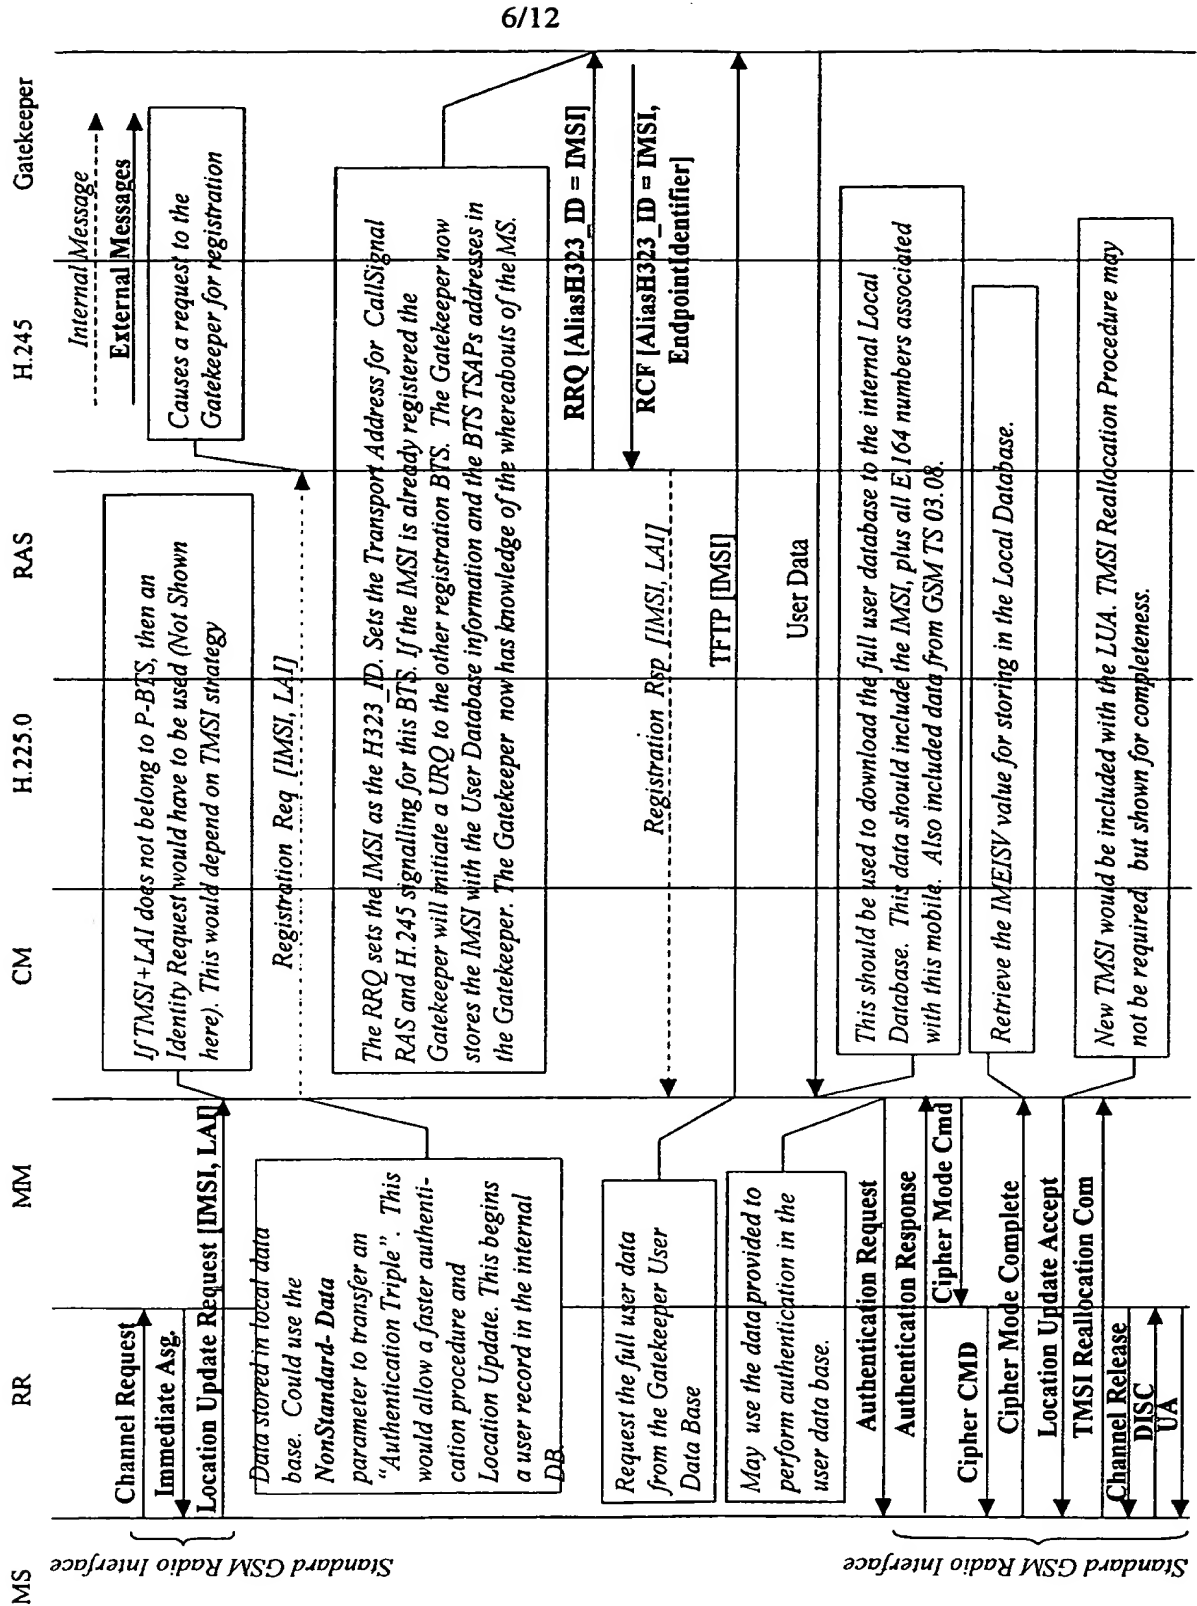 6/12
MS
RR
MM
CM
H.225.0
RAS
H.245
Gatekeeper
Internal Message
External Messages
Standard GSM Radio Interface
Channel Request
Immediate Asg.
Location Update Request [IMSI, LAI]
If TMSI+LAI does not belong to P-BTS, then an
Identity Request would have to be used (Not Shown
here). This would depend on TMSI strategy
Causes a request to the
Gatekeeper for registration
Registration Req [IMSI, LAI]
Data stored in local data
base. Could use the
NonStandard- Data
parameter to transfer an
"Authentication Triple". This
would allow a faster authenti-
cation procedure and
Location Update. This begins
a user record in the internal
DB.
The RRQ sets the IMSI as the H323_ID. Sets the Transport Address for CallSignal
RAS and H.245 signalling for this BTS. If the IMSI is already registered the
Gatekeeper will initiate a URQ to the other registration BTS. The Gatekeeper now
stores the IMSI with the User Database information and the BTS TSAPs addresses in
the Gatekeeper. The Gatekeeper now has knowledge of the whereabouts of the MS.
RRQ [AliasH323_ID = IMSI]
RCF [AliasH323_ID = IMSI,
EndpointIdentifier]
Registration Rsp [IMSI, LAI]
Request the full user data
from the Gatekeeper User
Data Base
TFTP [IMSI]
User Data
May use the data provided to
perform authentication in the
user data base.
This should be used to download the full user database to the internal Local
Database. This data should include the IMSI, plus all E.164 numbers associated
with this mobile. Also included data from GSM TS 03.08.
Authentication Request
Authentication Response
Cipher Mode Cmd
Cipher CMD
Cipher Mode Complete
Retrieve the IMEISV value for storing in the Local Database.
Location Update Accept
TMSI Reallocation Com
New TMSI would be included with the LUA. TMSI Reallocation Procedure may
not be required, but shown for completeness.
Channel Release
DISC
UA
Standard GSM Radio Interface